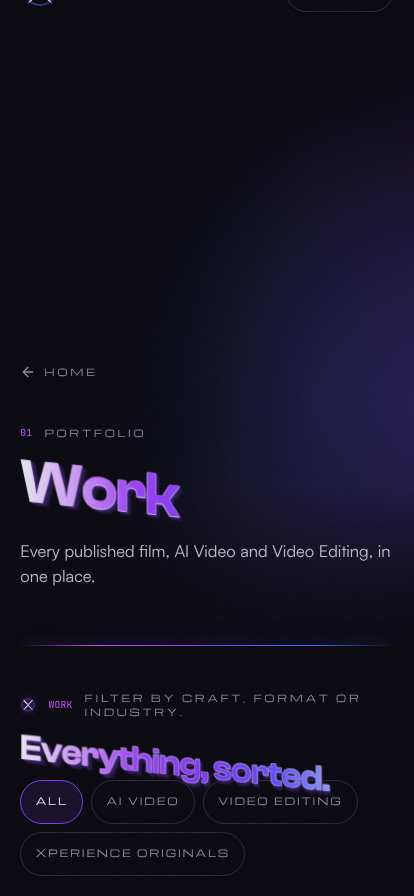 HOME
01 PORTFOLIO
Work
Every published film, AI Video and Video Editing, in
one place.
WORK FILTER BY CRAFT, FORMAT OR
INDUSTRY.
Everything, sorted.
ALL AI VIDEO VIDEO EDITING
XPERIENCE ORIGINALS